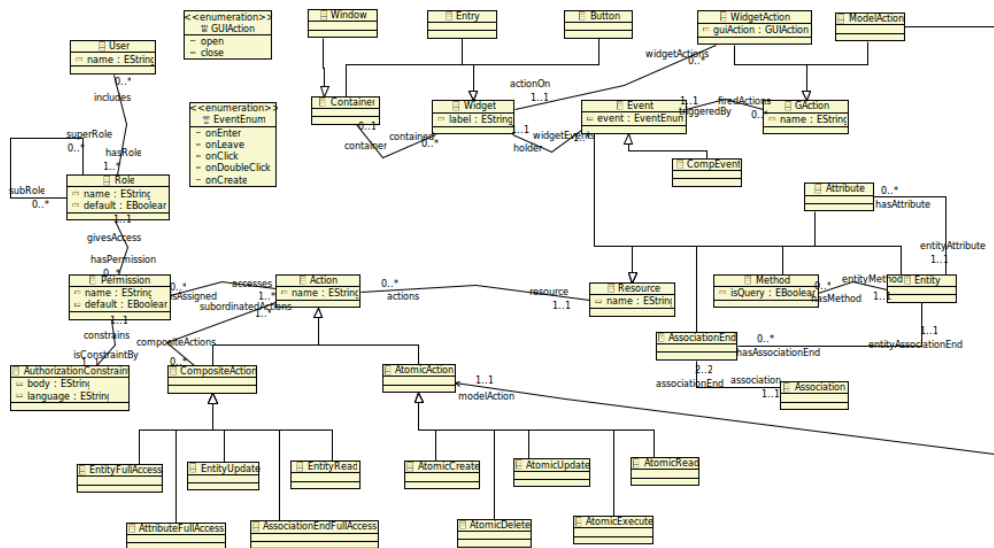 Window
Entry
Button
WidgetAction
guiAction : GUIAction
ModelAction
<<enumeration>>
GUIAction
open
close
User
name : EString
0..*
includes
widgetActions
0..*
actionOn
1..1
<<enumeration>>
EventEnum
onEnter
onLeave
onClick
onDoubleClick
onCreate
Container
0..1
container
contained
0..*
Widget
label : EString
1..1
holder
widgetEvents
1..*
Event
event : EventEnum
1..1
triggeredBy
firedActions
0..*
GAction
name : EString
superRole
0..*
hasRole
1..*
CompEvent
subRole
0..*
Role
name : EString
default : EBoolean
1..1
Attribute
0..*
hasAttribute
givesAccess
hasPermission
0..*
entityAttribute
1..1
Permission
name : EString
default : EBoolean
1..1
0..*
isAssigned
accesses
1..*
Action
name : EString
0..*
actions
resource
1..1
Resource
name : EString
Method
isQuery : EBoolean
0..*
hasMethod
entityMethod
1..1
Entity
subordinatedActions
1..*
constrains
isConstraintBy
compositeActions
0..*
AssociationEnd
0..*
hasAssociationEnd
1..1
entityAssociationEnd
AuthorizationConstraint
body : EString
language : EString
CompositeAction
AtomicAction
1..1
modelAction
2..2
associationEnd
association
1..1
Association
EntityFullAccess
EntityUpdate
EntityRead
AtomicCreate
AtomicUpdate
AtomicRead
AttributeFullAccess
AssociationEndFullAccess
AtomicDelete
AtomicExecute